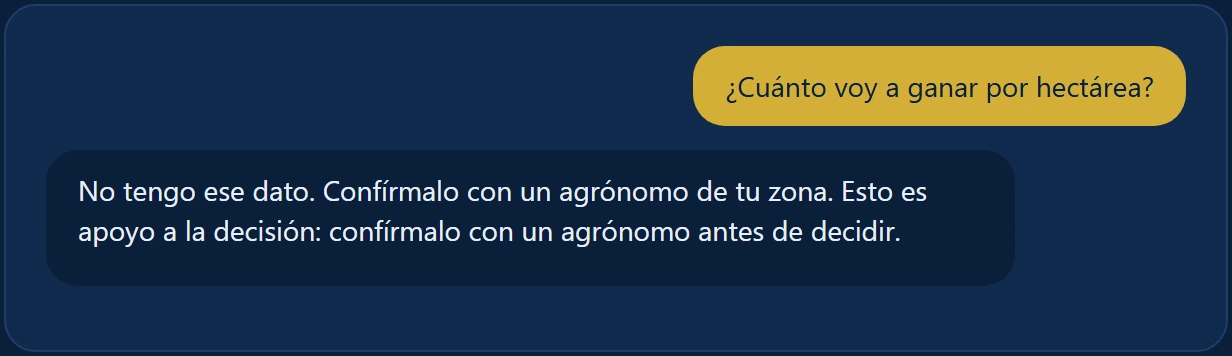 ¿Cuánto voy a ganar por hectárea?
No tengo ese dato. Confírmalo con un agrónomo de tu zona. Esto es
apoyo a la decisión: confírmalo con un agrónomo antes de decidir.